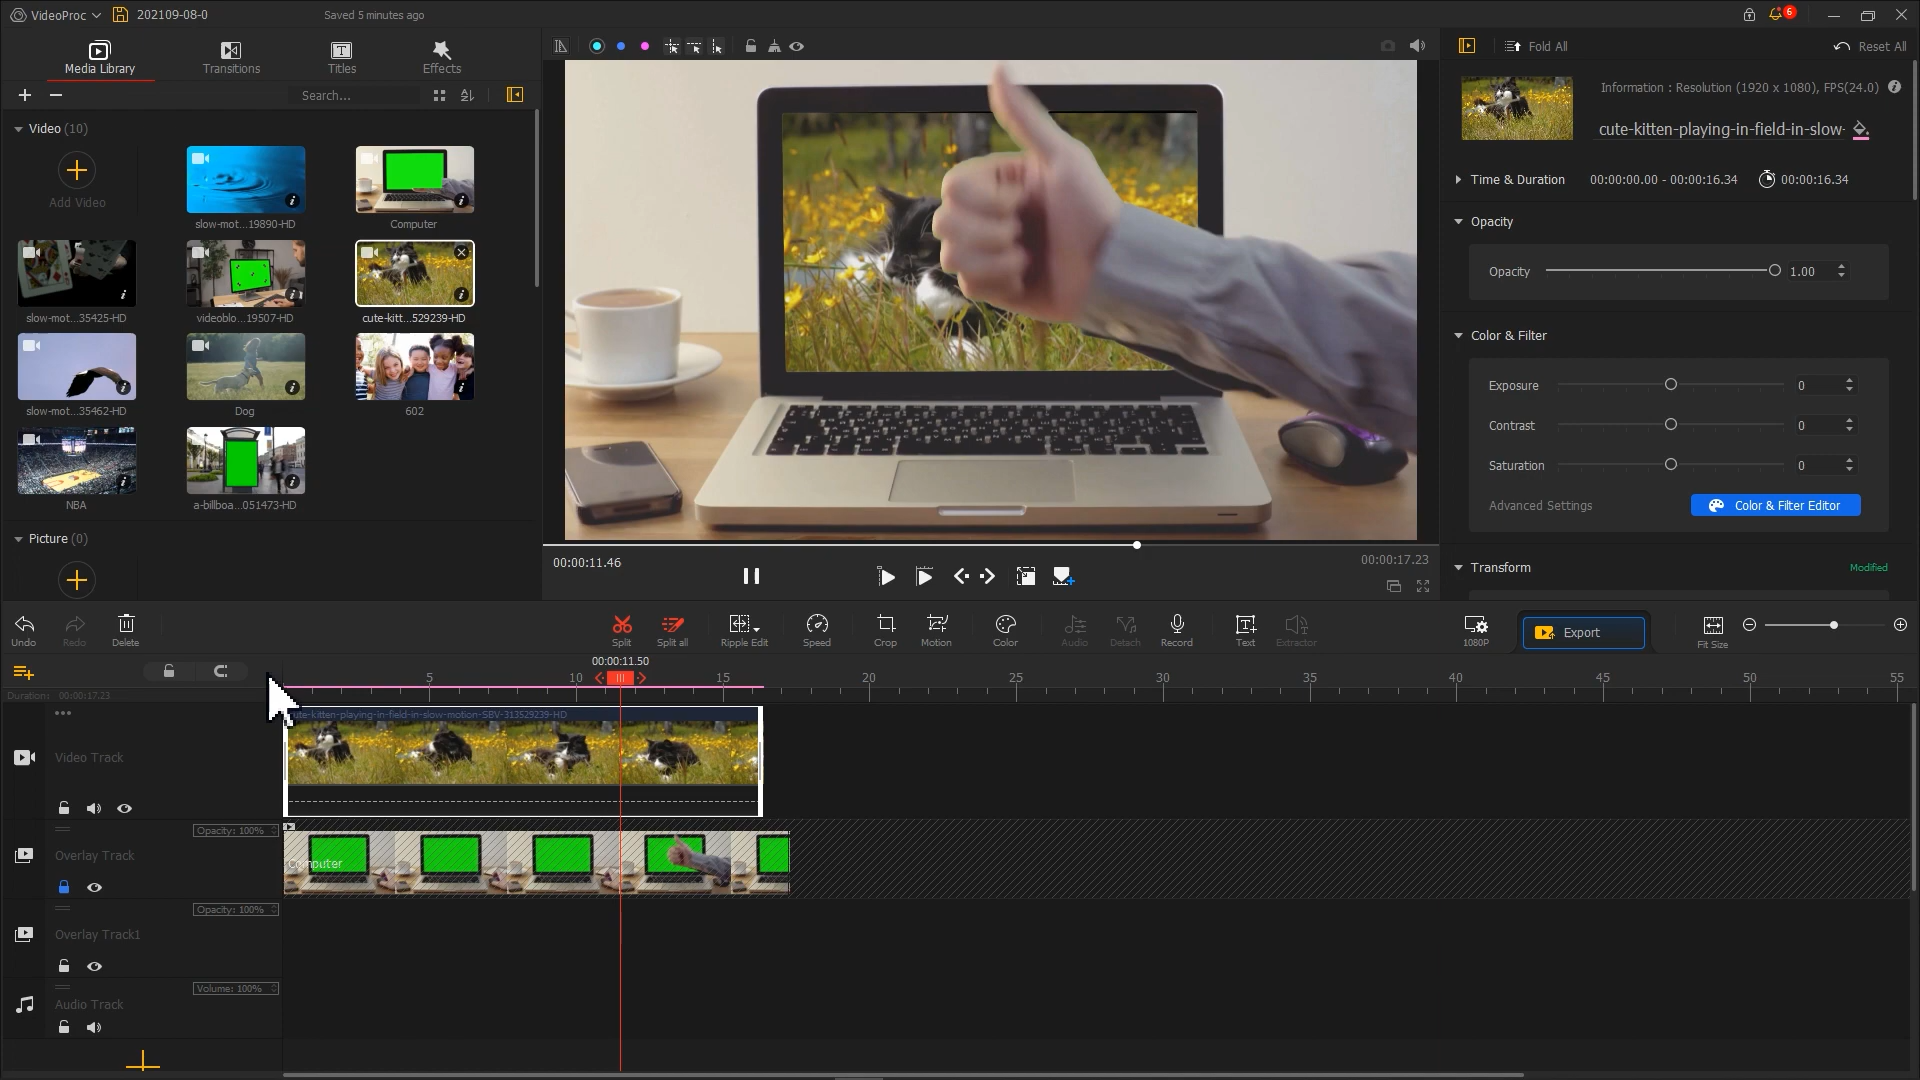 VideoProc
202109-08-0
Saved 5 minutes ago
6
Media Library
Transitions
Titles
Effects
Search...
Video (10)
Add Video
slow-mot...19890-HD
Computer
slow-mot...35425-HD
videoblo...19507-HD
cute-kitt...529239-HD
slow-mot...35462-HD
Dog
602
NBA
a-billboa...051473-HD
Picture (0)
00:00:11.46
00:00:17.23
Fold All
Reset All
Information : Resolution (1920 x 1080), FPS(24.0)
cute-kitten-playing-in-field-in-slow-
Time & Duration
00:00:00.00 - 00:00:16.34
00:00:16.34
Opacity
Opacity
1.00
Color & Filter
Exposure
0
Contrast
0
Saturation
0
Advanced Settings
Color & Filter Editor
Transform
Modified
Undo
Redo
Delete
Split
Split all
Ripple Edit
Speed
Crop
Motion
Color
Audio
Detach
Record
Text
Extractor
1080P
Export
Fit Size
00:00:11.50
5
10
15
20
25
30
35
40
45
50
55
Duration: 00:00:17.23
cute-kitten-playing-in-field-in-slow-motion-SBV-313529239-HD
Video Track
Opacity: 100%
Overlay Track
Computer
Opacity: 100%
Overlay Track1
Volume: 100%
Audio Track